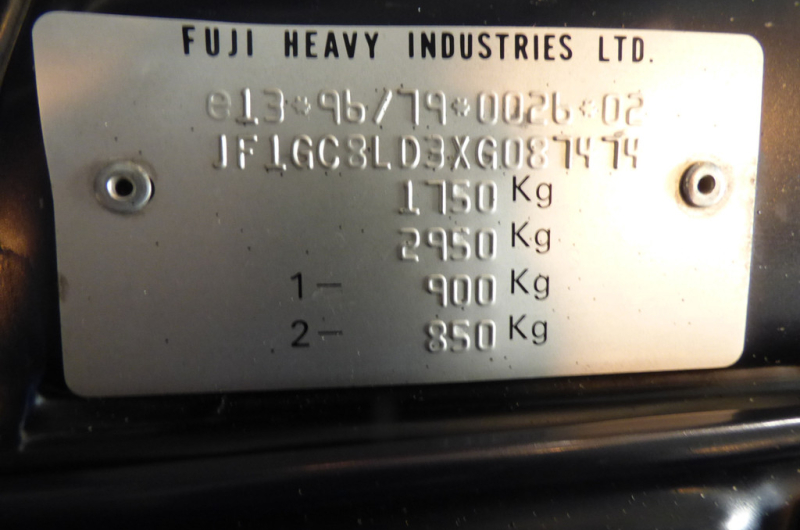 FUJI HEAVY INDUSTRIES LTD.
e13*96/79*0026*02
JF1GC8LD3XG087474
1750 Kg
2950 Kg
1- 900 Kg
2- 850 Kg